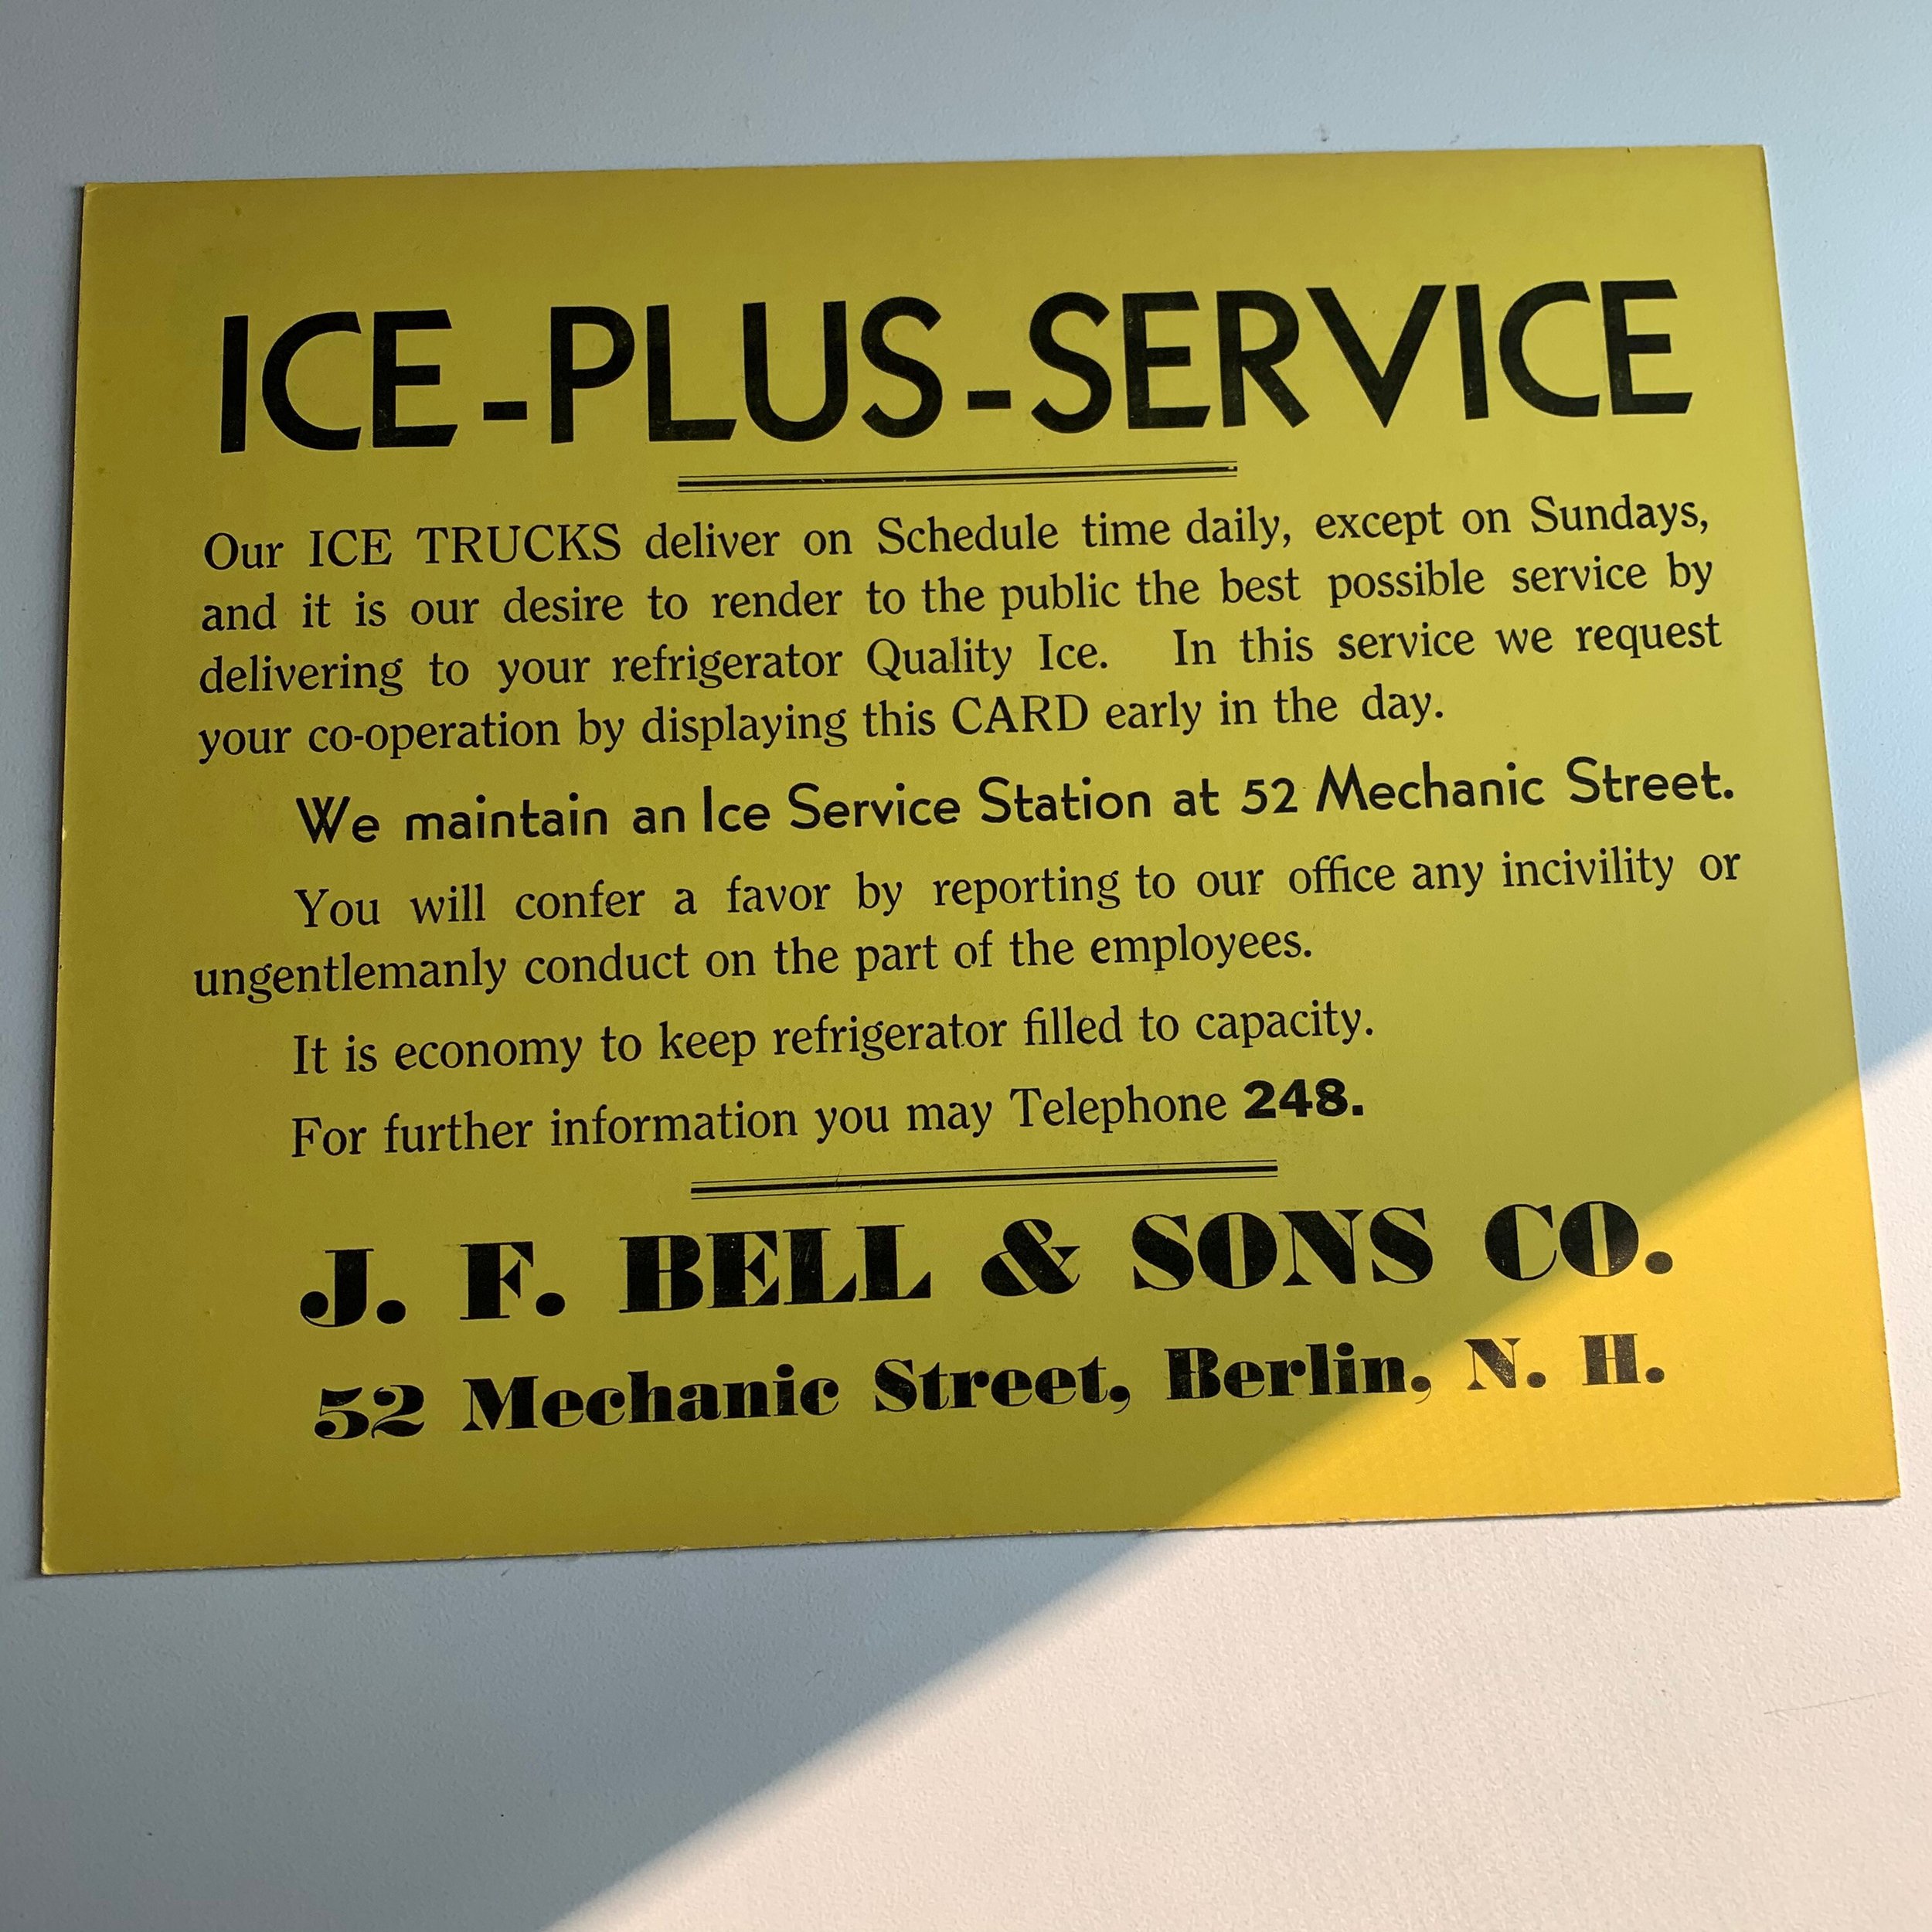 ICE-PLUS-SERVICE
Our ICE TRUCKS deliver on Schedule time daily, except on Sundays,
and it is our desire to render to the public the best possible service by
delivering to your refrigerator Quality Ice. In this service we request
your co-operation by displaying this CARD early in the day.
We maintain an Ice Service Station at 52 Mechanic Street.
You will confer a favor by reporting to our office any incivility or
ungentlemanly conduct on the part of the employees.
It is economy to keep refrigerator filled to capacity.
For further information you may Telephone 248.
J. F. BELL & SONS CO.
52 Mechanic Street, Berlin, N. H.